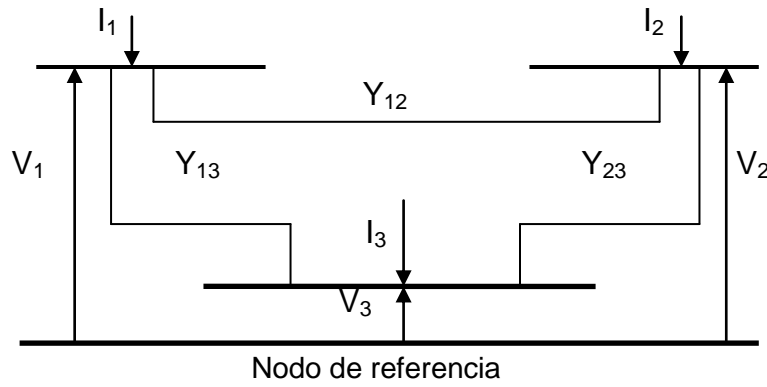 I₁
I₂
Y₁₂
V₁
Y₁₃
Y₂₃
V₂
I₃
V₃
Nodo de referencia